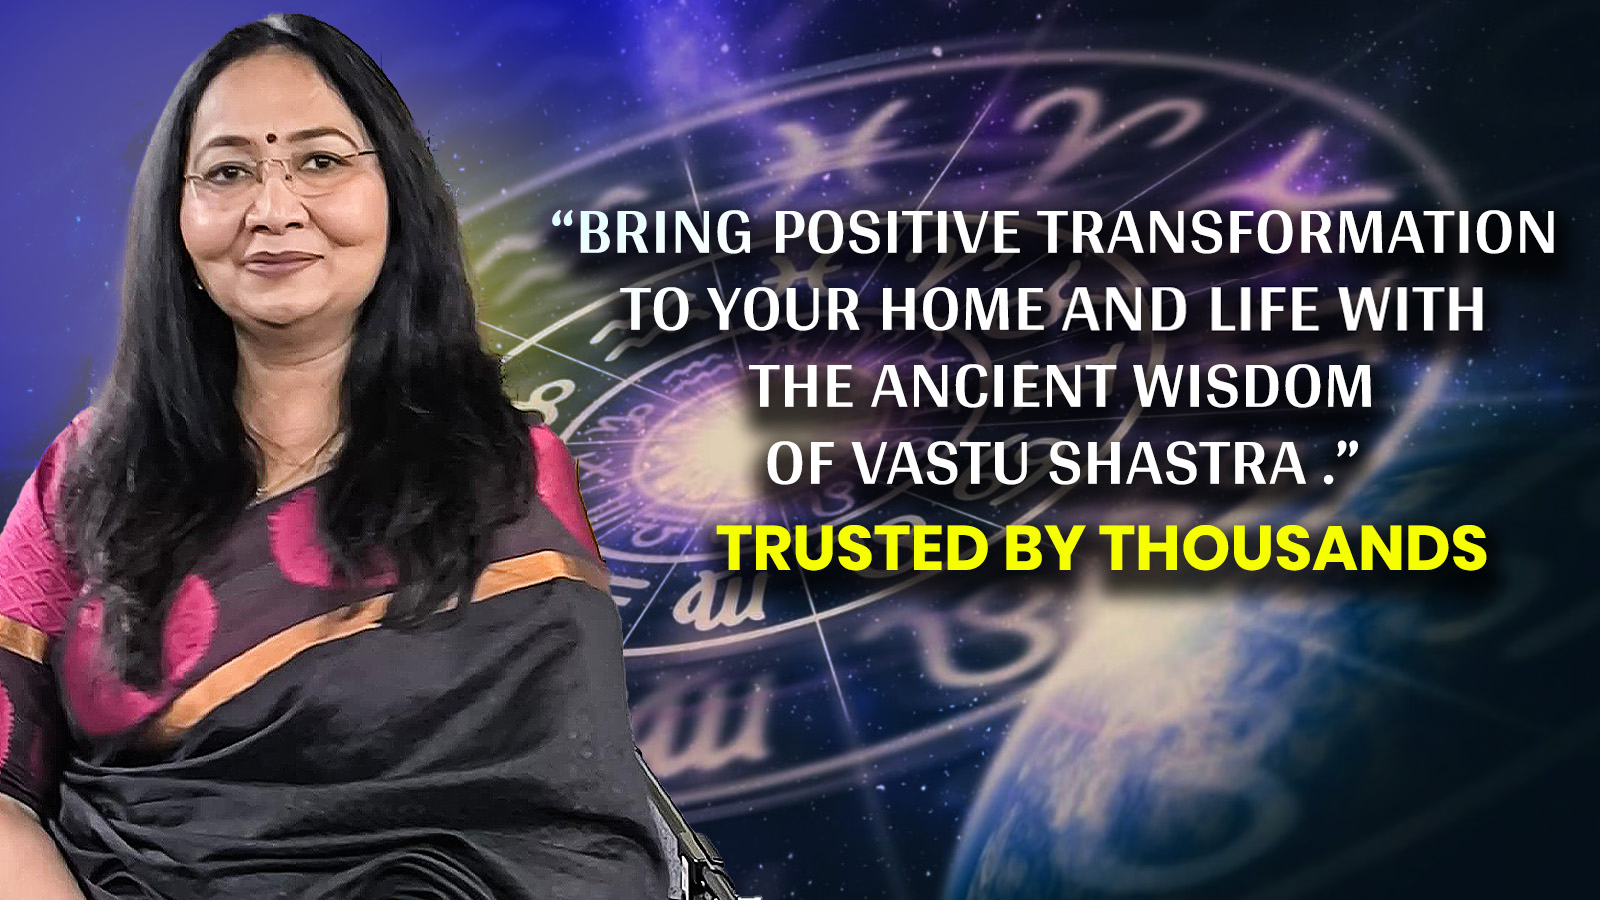 “BRING POSITIVE TRANSFORMATION
TO YOUR HOME AND LIFE WITH
THE ANCIENT WISDOM
OF VASTU SHASTRA .”
TRUSTED BY THOUSANDS